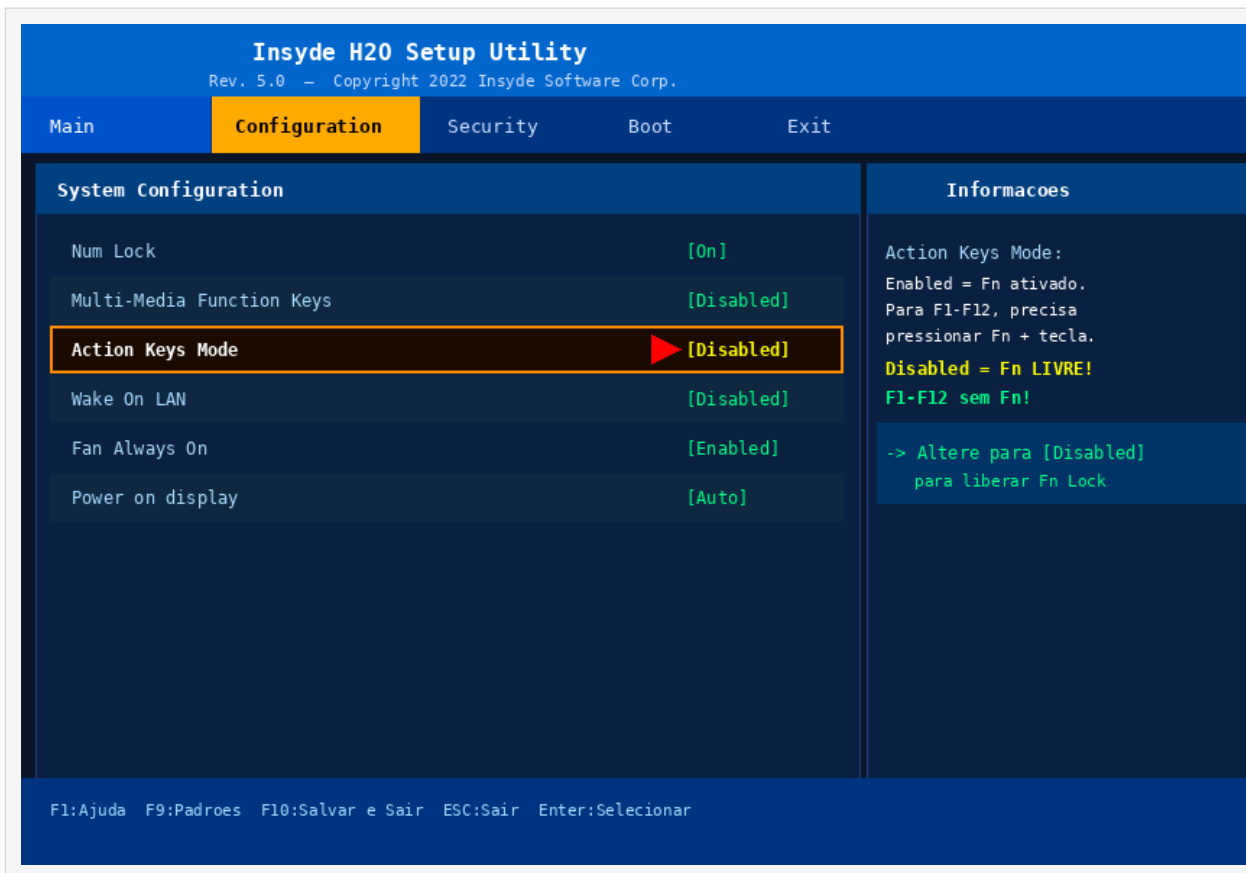 Insyde H2O Setup Utility
Rev. 5.0 — Copyright 2022 Insyde Software Corp.
Main Configuration Security Boot Exit
System Configuration
Num Lock [On]
Multi-Media Function Keys [Disabled]
Action Keys Mode [Disabled]
Wake On LAN [Disabled]
Fan Always On [Enabled]
Power on display [Auto]
Informacoes
Action Keys Mode:
Enabled = Fn ativado.
Para F1-F12, precisa
pressionar Fn + tecla.
Disabled = Fn LIVRE!
F1-F12 sem Fn!
-> Altere para [Disabled]
para liberar Fn Lock
F1:Ajuda F9:Padroes F10:Salvar e Sair ESC:Sair Enter:Selecionar